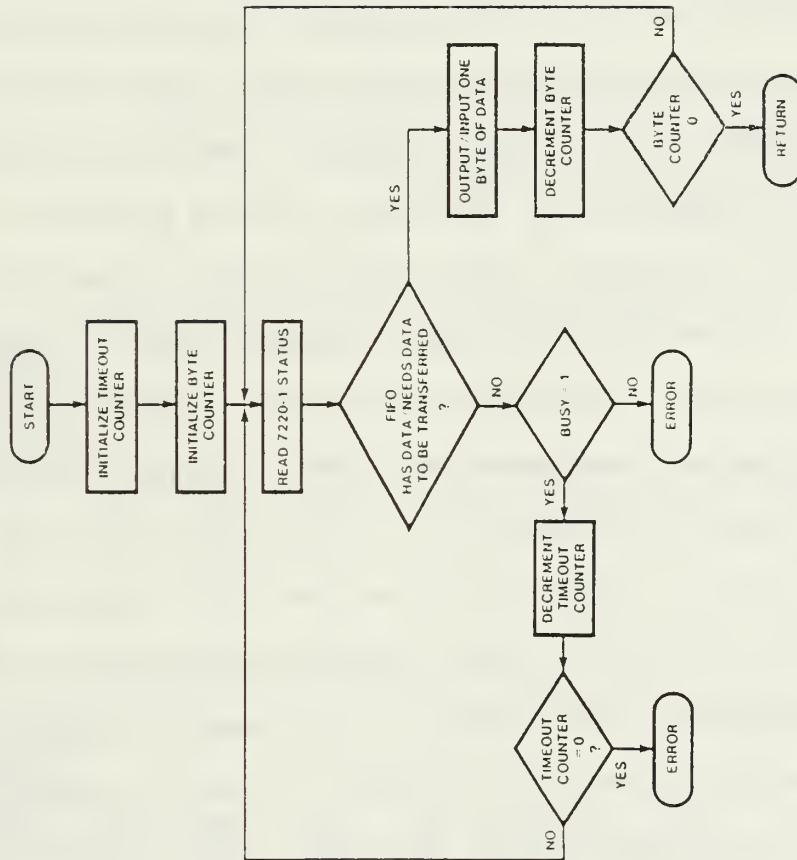 START
INITIALIZE TIMEOUT
COUNTER
INITIALIZE BYTE
COUNTER
READ 7220-1 STATUS
FIFO
HAS DATA/NEEDS DATA
TO BE TRANSFERRED
?
YES
OUTPUT/INPUT ONE
BYTE OF DATA
DECREMENT BYTE
COUNTER
BYTE
COUNTER
0
NO
YES
RETURN
NO
BUSY = 1
NO
ERROR
YES
DECREMENT
TIMEOUT
COUNTER
TIMEOUT
COUNTER
=0
?
YES
ERROR
NO